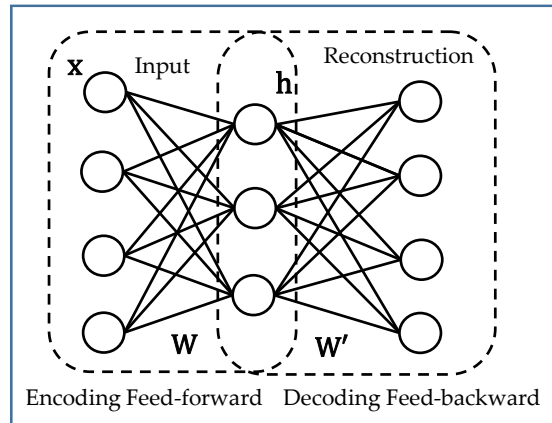 x
Input
h
Reconstruction
W
W′
Encoding Feed-forward
Decoding Feed-backward